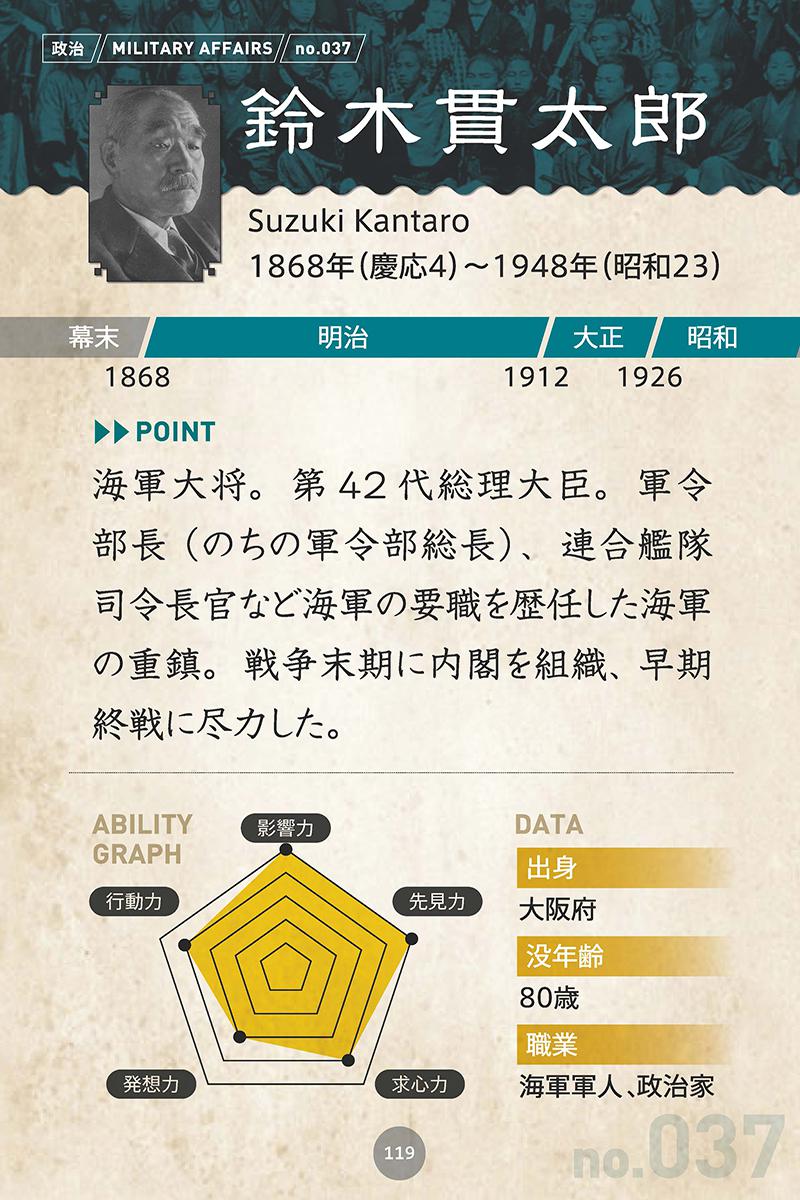 政治 MILITARY AFFAIRS no.037
鈴木貫太郎
Suzuki Kantaro
1868年(慶応4)〜1948年(昭和23)
幕末 明治 大正 昭和
1868 1912 1926
POINT
海軍大将。第42代総理大臣。軍令
部長(のちの軍令部総長)、連合艦隊
司令長官など海軍の要職を歴任した海軍
の重鎮。戦争末期に内閣を組織、早期
終戦に尽力した。
ABILITY
GRAPH
影響力
行動力
先見力
発想力
求心力
DATA
出身
大阪府
没年齢
80歳
職業
海軍軍人、政治家
119
no.037